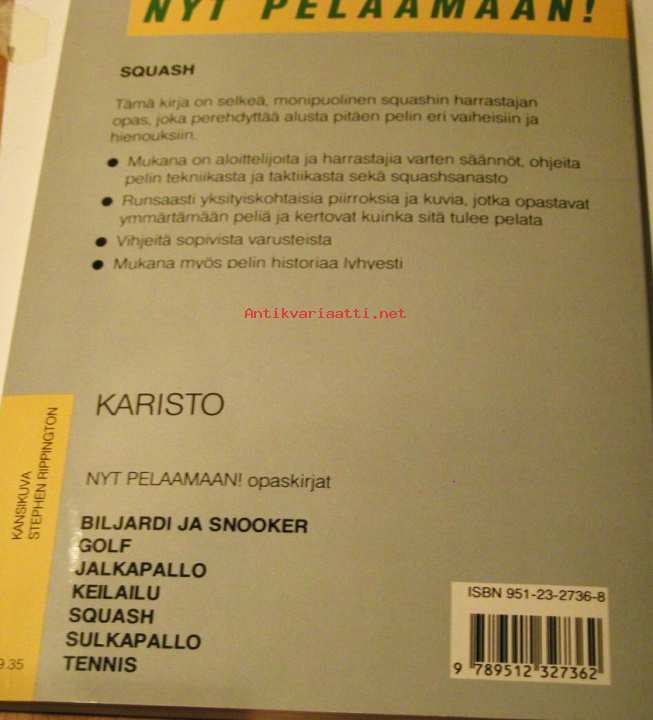 NYT PELAAMAAN!
SQUASH
Tämä kirja on selkeä, monipuolinen squashin harrastajan
opas, joka perehdyttää alusta pitäen pelin eri vaiheisiin ja
hienouksiin.
● Mukana on aloittelijoita ja harrastajia varten säännöt, ohjeita
pelin tekniikasta ja taktiikasta sekä squashsanasto
● Runsaasti yksityiskohtaisia piirroksia ja kuvia, jotka opastavat
ymmärtämään peliä ja kertovat kuinka sitä tulee pelata
● Vihjeitä sopivista varusteista
● Mukana myös pelin historiaa lyhyesti
Antikvariaatti.net
KARISTO
KANSIKUVA
STEPHEN RIPPINGTON
NYT PELAAMAAN! opaskirjat
BILJARDI JA SNOOKER
GOLF
JALKAPALLO
KEILAILU
SQUASH
SULKAPALLO
TENNIS
9.35
ISBN 951-23-2736-8
9 789512 327362